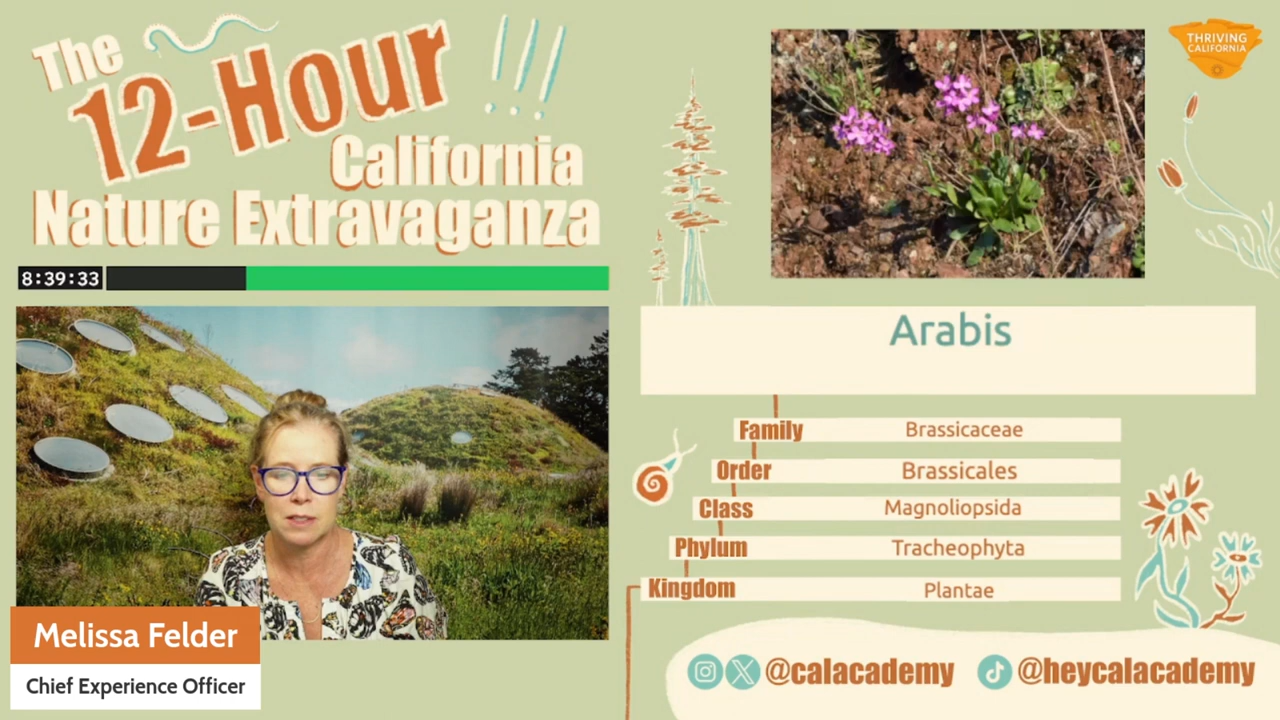 The
12-Hour!!!
California
Nature Extravaganza
8:39:33
Melissa Felder
Chief Experience Officer
THRIVING
CALIFORNIA
Arabis
Family Brassicaceae
Order Brassicales
Class Magnoliopsida
Phylum Tracheophyta
Kingdom Plantae
@calacademy @heycalacademy